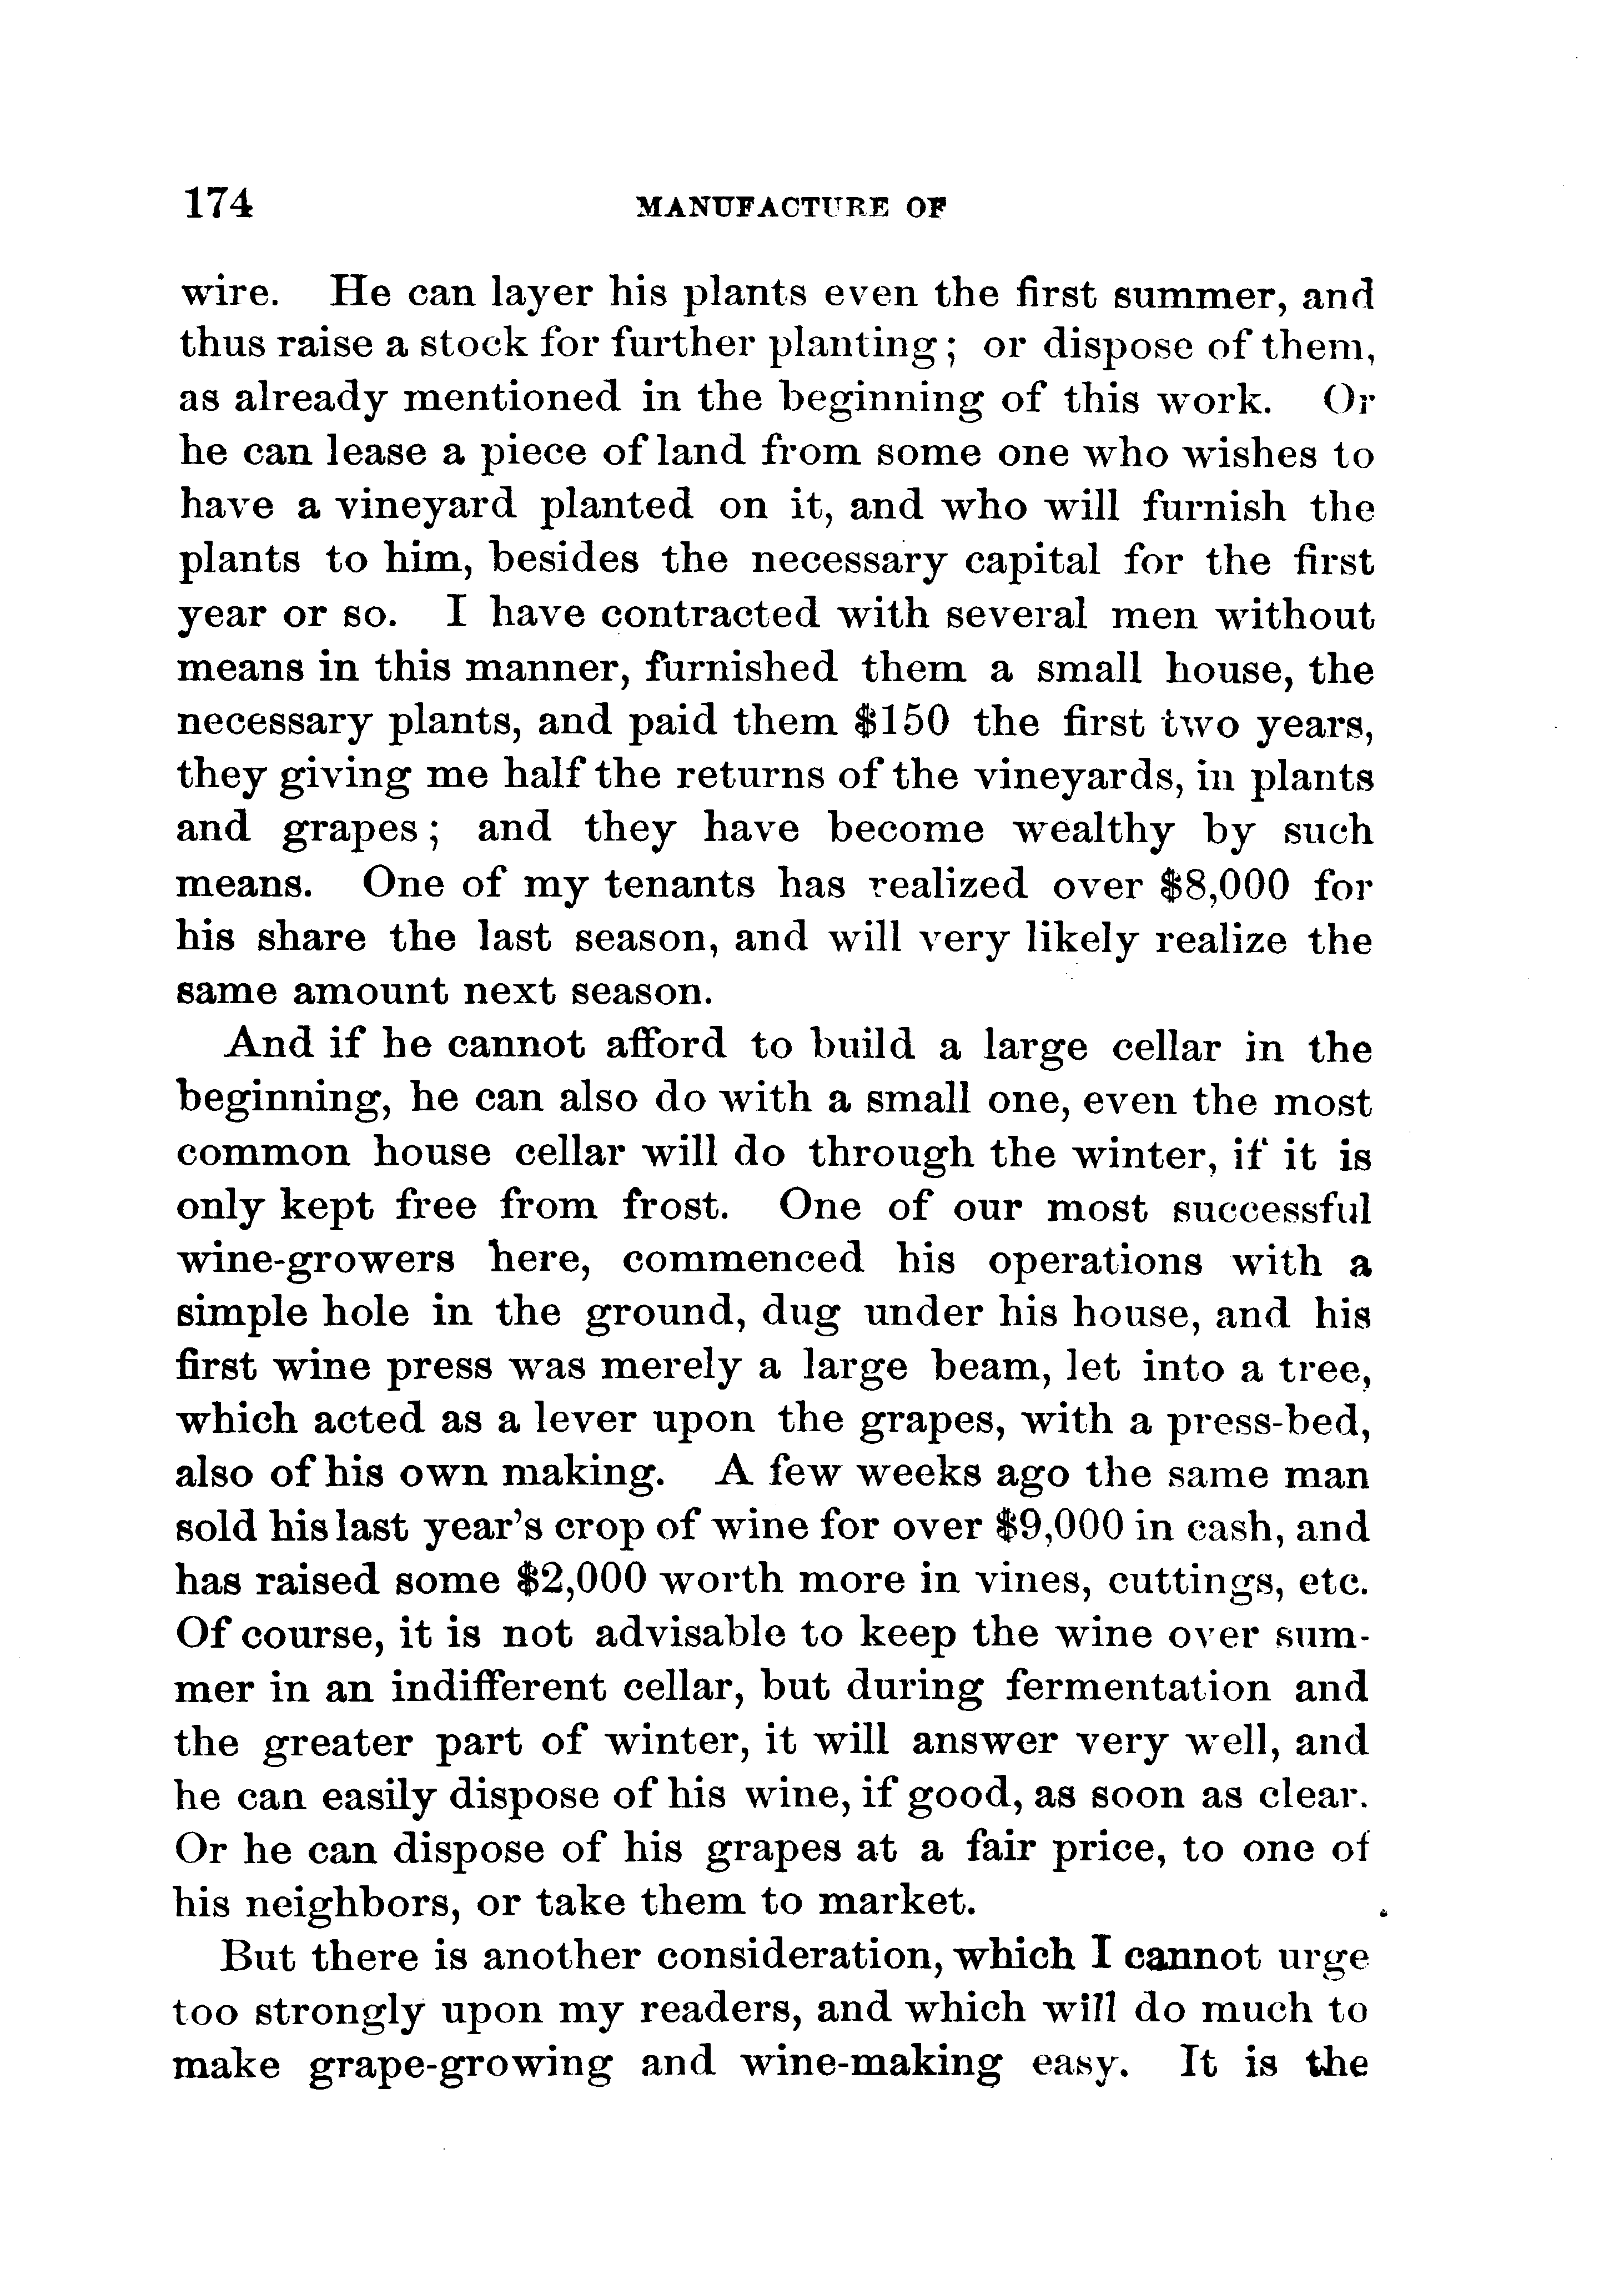 174 MANUFACTURE OF
wire. He can layer his plants even the first summer, and
thus raise a stock for further planting; or dispose of them,
as already mentioned in the beginning of this work. Or
he can lease a piece of land from some one who wishes to
have a vineyard planted on it, and who will furnish the
plants to him, besides the necessary capital for the first
year or so. I have contracted with several men without
means in this manner, furnished them a small house, the
necessary plants, and paid them $150 the first two years,
they giving me half the returns of the vineyards, in plants
and grapes; and they have become wealthy by such
means. One of my tenants has realized over $8,000 for
his share the last season, and will very likely realize the
same amount next season.
And if he cannot afford to build a large cellar in the
beginning, he can also do with a small one, even the most
common house cellar will do through the winter, if it is
only kept free from frost. One of our most successful
wine-growers here, commenced his operations with a
simple hole in the ground, dug under his house, and his
first wine press was merely a large beam, let into a tree,
which acted as a lever upon the grapes, with a press-bed,
also of his own making. A few weeks ago the same man
sold his last year's crop of wine for over $9,000 in cash, and
has raised some $2,000 worth more in vines, cuttings, etc.
Of course, it is not advisable to keep the wine over sum-
mer in an indifferent cellar, but during fermentation and
the greater part of winter, it will answer very well, and
he can easily dispose of his wine, if good, as soon as clear.
Or he can dispose of his grapes at a fair price, to one of
his neighbors, or take them to market.
But there is another consideration, which I cannot urge
too strongly upon my readers, and which will do much to
make grape-growing and wine-making easy. It is the